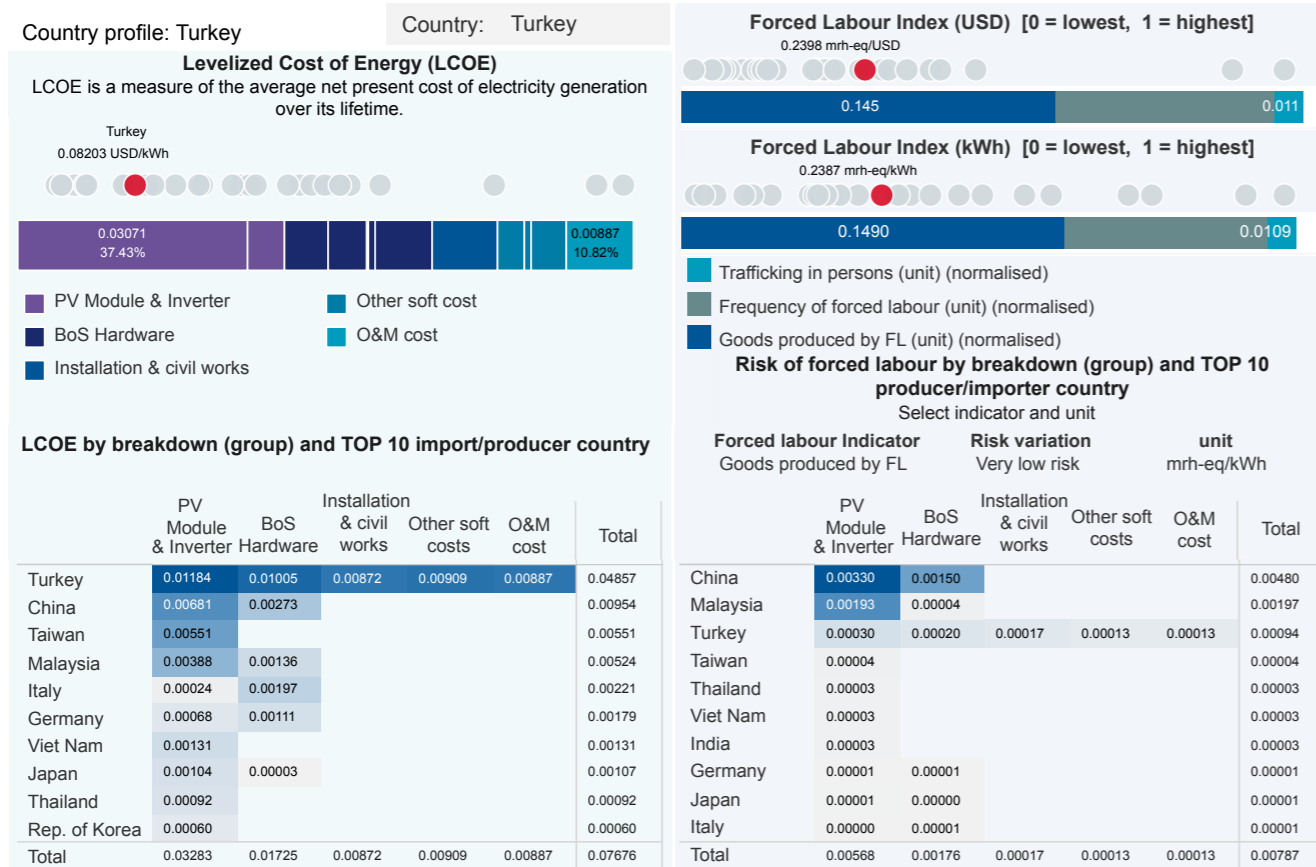 Country profile: Turkey
Country: Turkey
Levelized Cost of Energy (LCOE)
LCOE is a measure of the average net present cost of electricity generation
over its lifetime.
Turkey
0.08203 USD/kWh
0.03071
37.43%
0.00887
10.82%
PV Module & Inverter
Other soft cost
BoS Hardware
O&M cost
Installation & civil works
LCOE by breakdown (group) and TOP 10 import/producer country
PV Module & Inverter BoS Hardware Installation & civil works Other soft costs O&M cost Total
Turkey 0.01184 0.01005 0.00872 0.00909 0.00887 0.04857
China 0.00681 0.00273 0.00954
Taiwan 0.00551 0.00551
Malaysia 0.00388 0.00136 0.00524
Italy 0.00024 0.00197 0.00221
Germany 0.00068 0.00111 0.00179
Viet Nam 0.00131 0.00131
Japan 0.00104 0.00003 0.00107
Thailand 0.00092 0.00092
Rep. of Korea 0.00060 0.00060
Total 0.03283 0.01725 0.00872 0.00909 0.00887 0.07676
Forced Labour Index (USD) [0 = lowest, 1 = highest]
0.2398 mrh-eq/USD
0.145 0.011
Forced Labour Index (kWh) [0 = lowest, 1 = highest]
0.2387 mrh-eq/kWh
0.1490 0.0109
Trafficking in persons (unit) (normalised)
Frequency of forced labour (unit) (normalised)
Goods produced by FL (unit) (normalised)
Risk of forced labour by breakdown (group) and TOP 10
producer/importer country
Select indicator and unit
Forced labour Indicator Risk variation unit
Goods produced by FL Very low risk mrh-eq/kWh
PV Module & Inverter BoS Hardware Installation & civil works Other soft costs O&M cost Total
China 0.00330 0.00150 0.00480
Malaysia 0.00193 0.00004 0.00197
Turkey 0.00030 0.00020 0.00017 0.00013 0.00013 0.00094
Taiwan 0.00004 0.00004
Thailand 0.00003 0.00003
Viet Nam 0.00003 0.00003
India 0.00003 0.00003
Germany 0.00001 0.00001 0.00001
Japan 0.00001 0.00000 0.00001
Italy 0.00000 0.00001 0.00001
Total 0.00568 0.00176 0.00017 0.00013 0.00013 0.00787